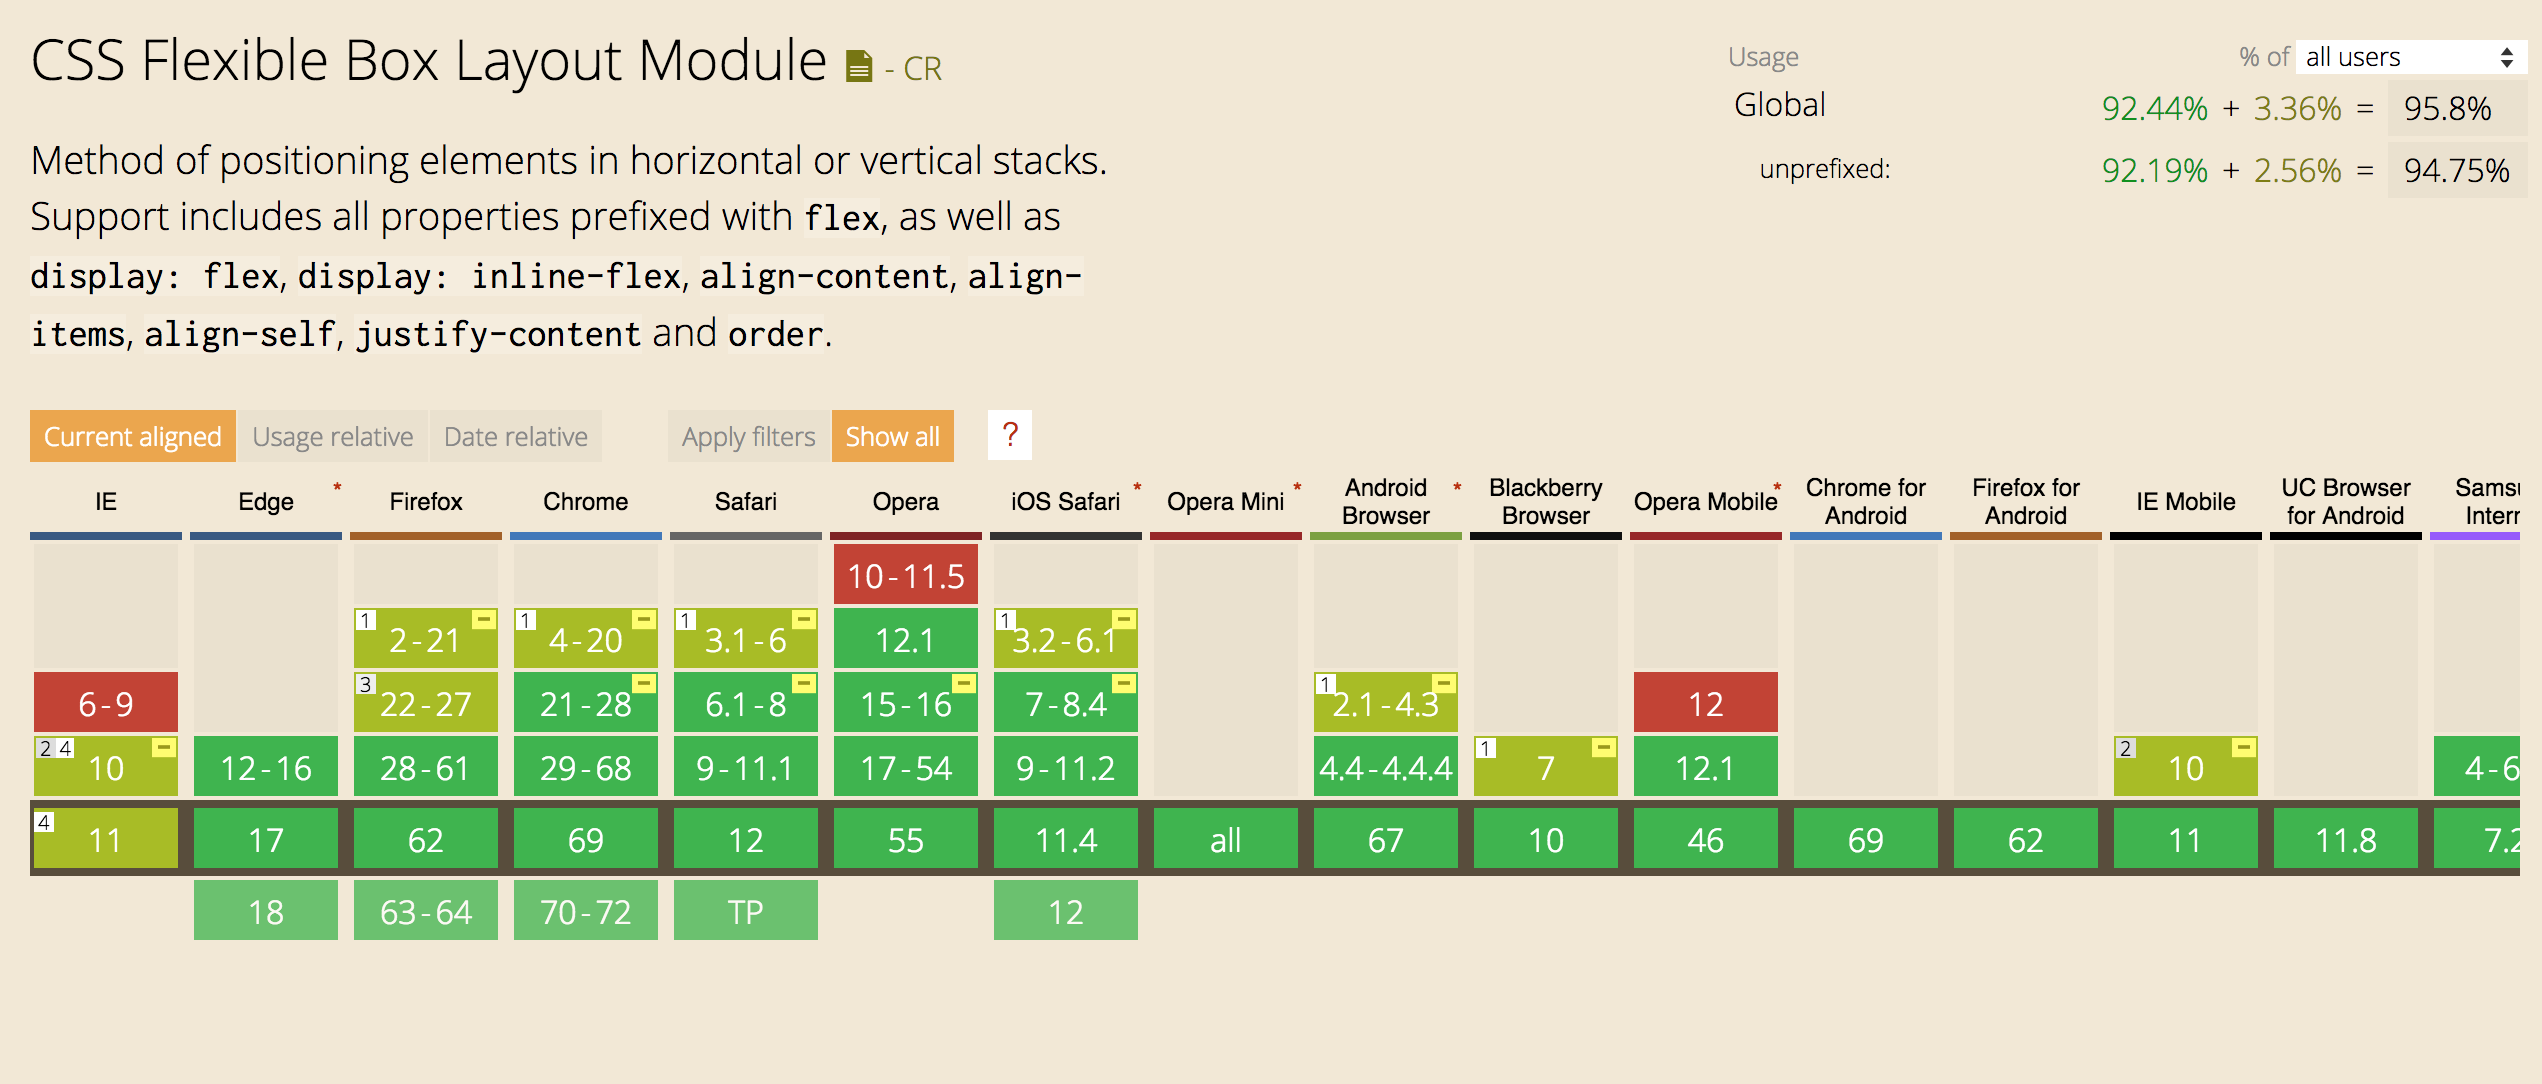 CSS Flexible Box Layout Module - CR
Usage % of all users
Global 92.44% + 3.36% = 95.8%
unprefixed: 92.19% + 2.56% = 94.75%
Method of positioning elements in horizontal or vertical stacks.
Support includes all properties prefixed with flex, as well as
display: flex, display: inline-flex, align-content, align-
items, align-self, justify-content and order.
Current aligned Usage relative Date relative Apply filters Show all ?
IE Edge * Firefox Chrome Safari Opera iOS Safari * Opera Mini * Android Browser * Blackberry Browser Opera Mobile * Chrome for Android Firefox for Android IE Mobile UC Browser for Android
10-11.5
1 2-21 - 1 4-20 - 1 3.1-6 - 12.1 1 3.2-6.1 -
6-9 3 22-27 21-28 - 6.1-8 - 15-16 - 7-8.4 - 1 2.1-4.3 - 12
2 4 10 - 12-16 28-61 29-68 9-11.1 17-54 9-11.2 4.4-4.4.4 1 7 - 12.1 2 10 - 4-6
4 11 17 62 69 12 55 11.4 all 67 10 46 69 62 11 11.8 7.2
18 63-64 70-72 TP 12